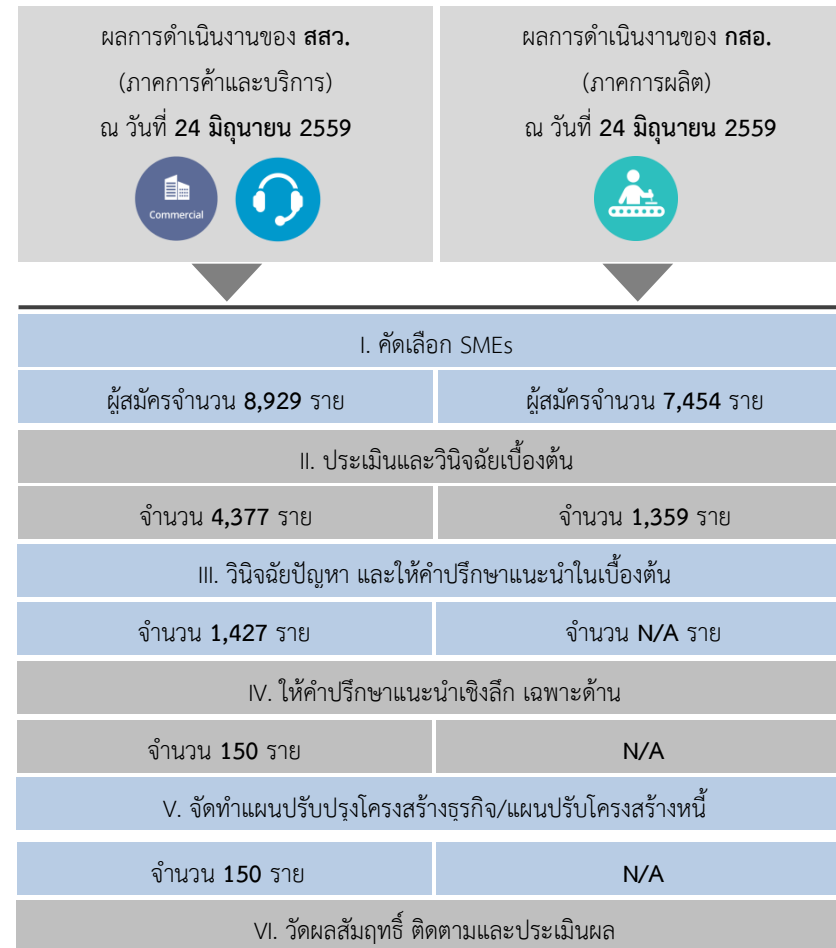 ผลการดำเนินงานของ สสว.
(ภาคการค้าและบริการ)
ณ วันที่ 24 มิถุนายน 2559
Commercial
ผลการดำเนินงานของ กสอ.
(ภาคการผลิต)
ณ วันที่ 24 มิถุนายน 2559
I. คัดเลือก SMEs
ผู้สมัครจำนวน 8,929 ราย
ผู้สมัครจำนวน 7,454 ราย
II. ประเมินและวินิจฉัยเบื้องต้น
จำนวน 4,377 ราย
จำนวน 1,359 ราย
III. วินิจฉัยปัญหา และให้คำปรึกษาแนะนำในเบื้องต้น
จำนวน 1,427 ราย
จำนวน N/A ราย
IV. ให้คำปรึกษาแนะนำเชิงลึก เฉพาะด้าน
จำนวน 150 ราย
N/A
V. จัดทำแผนปรับปรุงโครงสร้างธุรกิจ/แผนปรับโครงสร้างหนี้
จำนวน 150 ราย
N/A
VI. วัดผลสัมฤทธิ์ ติดตามและประเมินผล